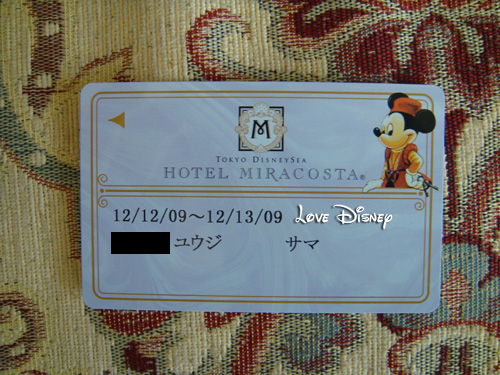 M
TOKYO DISNEYSEA
HOTEL MIRACOSTA®
12/12/09～12/13/09 Love Disney
ユウジ サマ